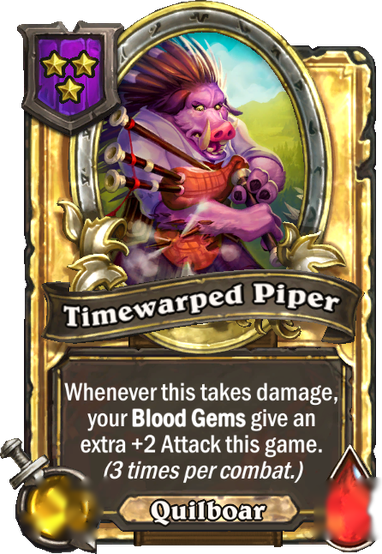 Timewarped Piper
Whenever this takes damage,
your Blood Gems give an
extra +2 Attack this game.
(3 times per combat.)
Quilboar